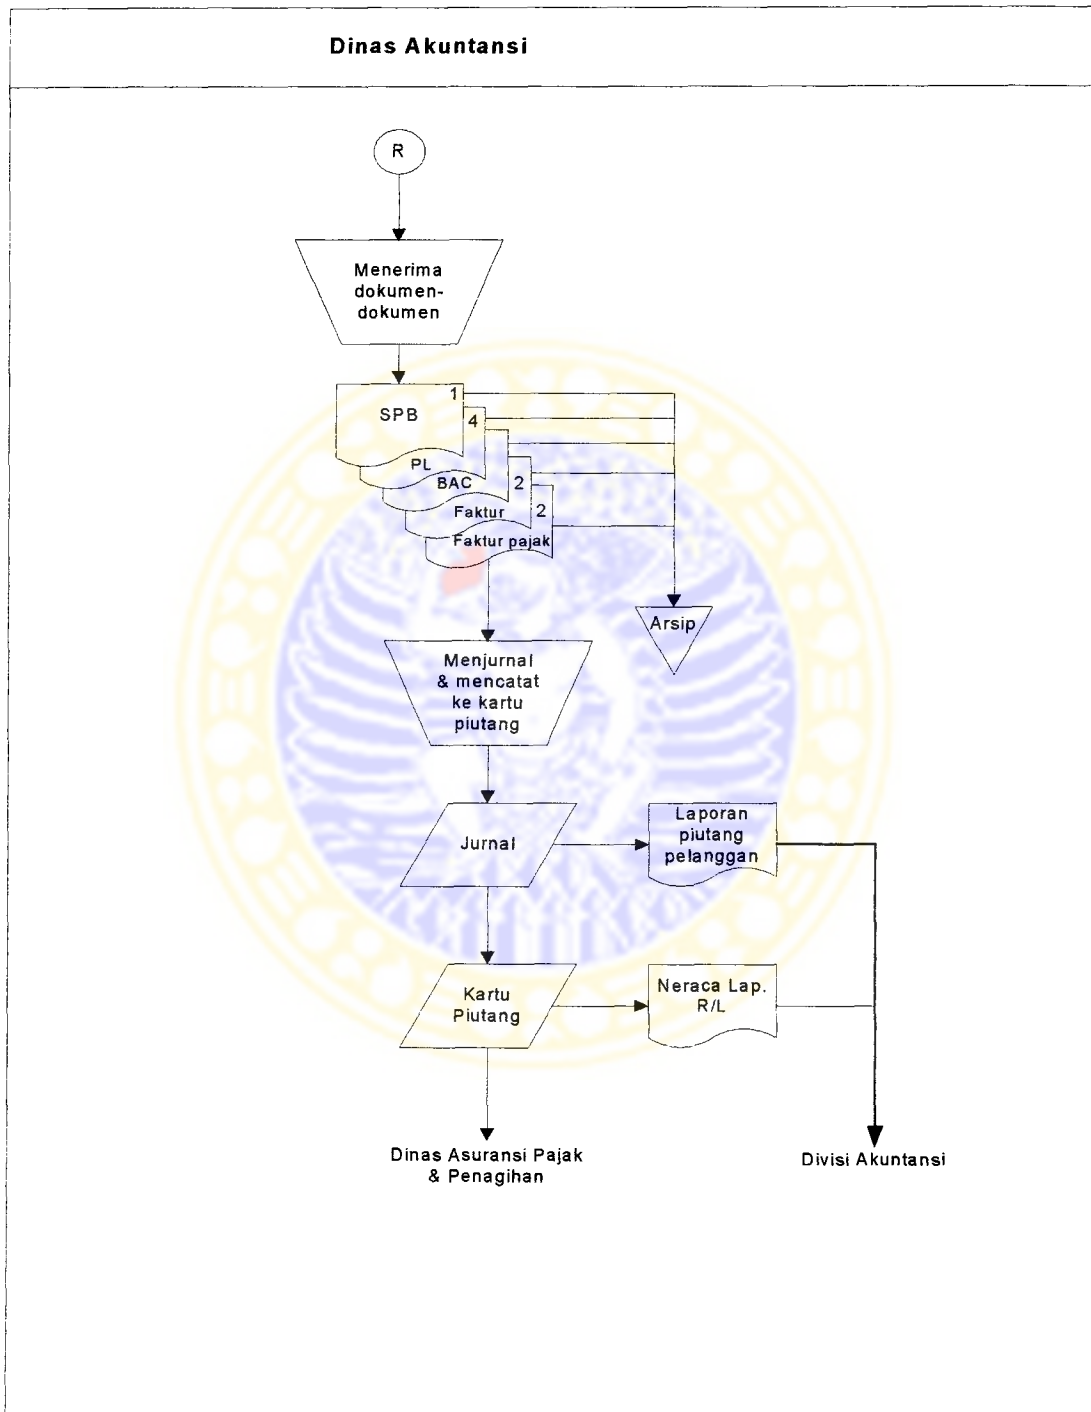 Dinas Akuntansi
R
Menerima
dokumen-
dokumen
1
SPB
4
PL
BAC
2
Faktur
2
Faktur pajak
Arsip
Menjurnal
& mencatat
ke kartu
piutang
Jurnal
Laporan
piutang
pelanggan
Kartu
Piutang
Neraca Lap.
R/L
Dinas Asuransi Pajak
& Penagihan
Divisi Akuntansi